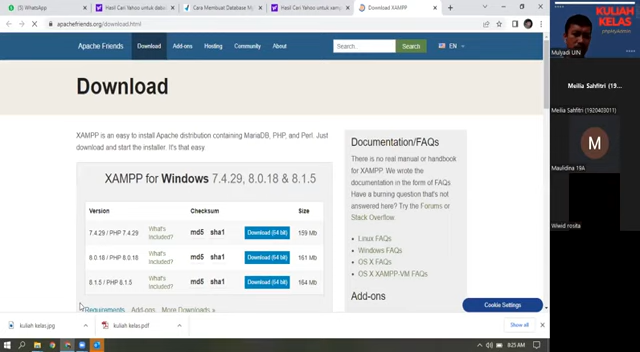 WhatsApp
Hasil Cari Yahoo untuk datab
Cara Membuat Database My
Hasil Cari Yahoo untuk xamp
Download XAMPP
apachefriends.org/download.html
Apache Friends
Download
Add-ons
Hosting
Community
About
Search...
Search
EN
Download
XAMPP is an easy to install Apache distribution containing MariaDB, PHP, and Perl. Just
download and start the installer. It's that easy.
XAMPP for Windows 7.4.29, 8.0.18 & 8.1.5
Version
Checksum
Size
7.4.29 / PHP 7.4.29
What's
Included?
md5
sha1
Download (64 bit)
159 Mb
8.0.18 / PHP 8.0.18
What's
Included?
md5
sha1
Download (64 bit)
161 Mb
8.1.5 / PHP 8.1.5
What's
Included?
md5
sha1
Download (64 bit)
164 Mb
Requirements
Add-ons
More Downloads »
Documentation/FAQs
There is no real manual or handbook
for XAMPP. We wrote the
documentation in the form of FAQs.
Have a burning question that's not
answered here? Try the Forums or
Stack Overflow.
Linux FAQs
Windows FAQs
OS X FAQs
OS X XAMPP-VM FAQs
Add-ons
Cookie Settings
kuliah kelas.jpg
kuliah kelas.pdf
Show all
8:25 AM
KULIAH
KELAS
Mulyadi UIN
Meilia Sahfitri (19...
Meilia Sahfitri (1920403011)
M
Maulidina 19A
Wiwid rosita